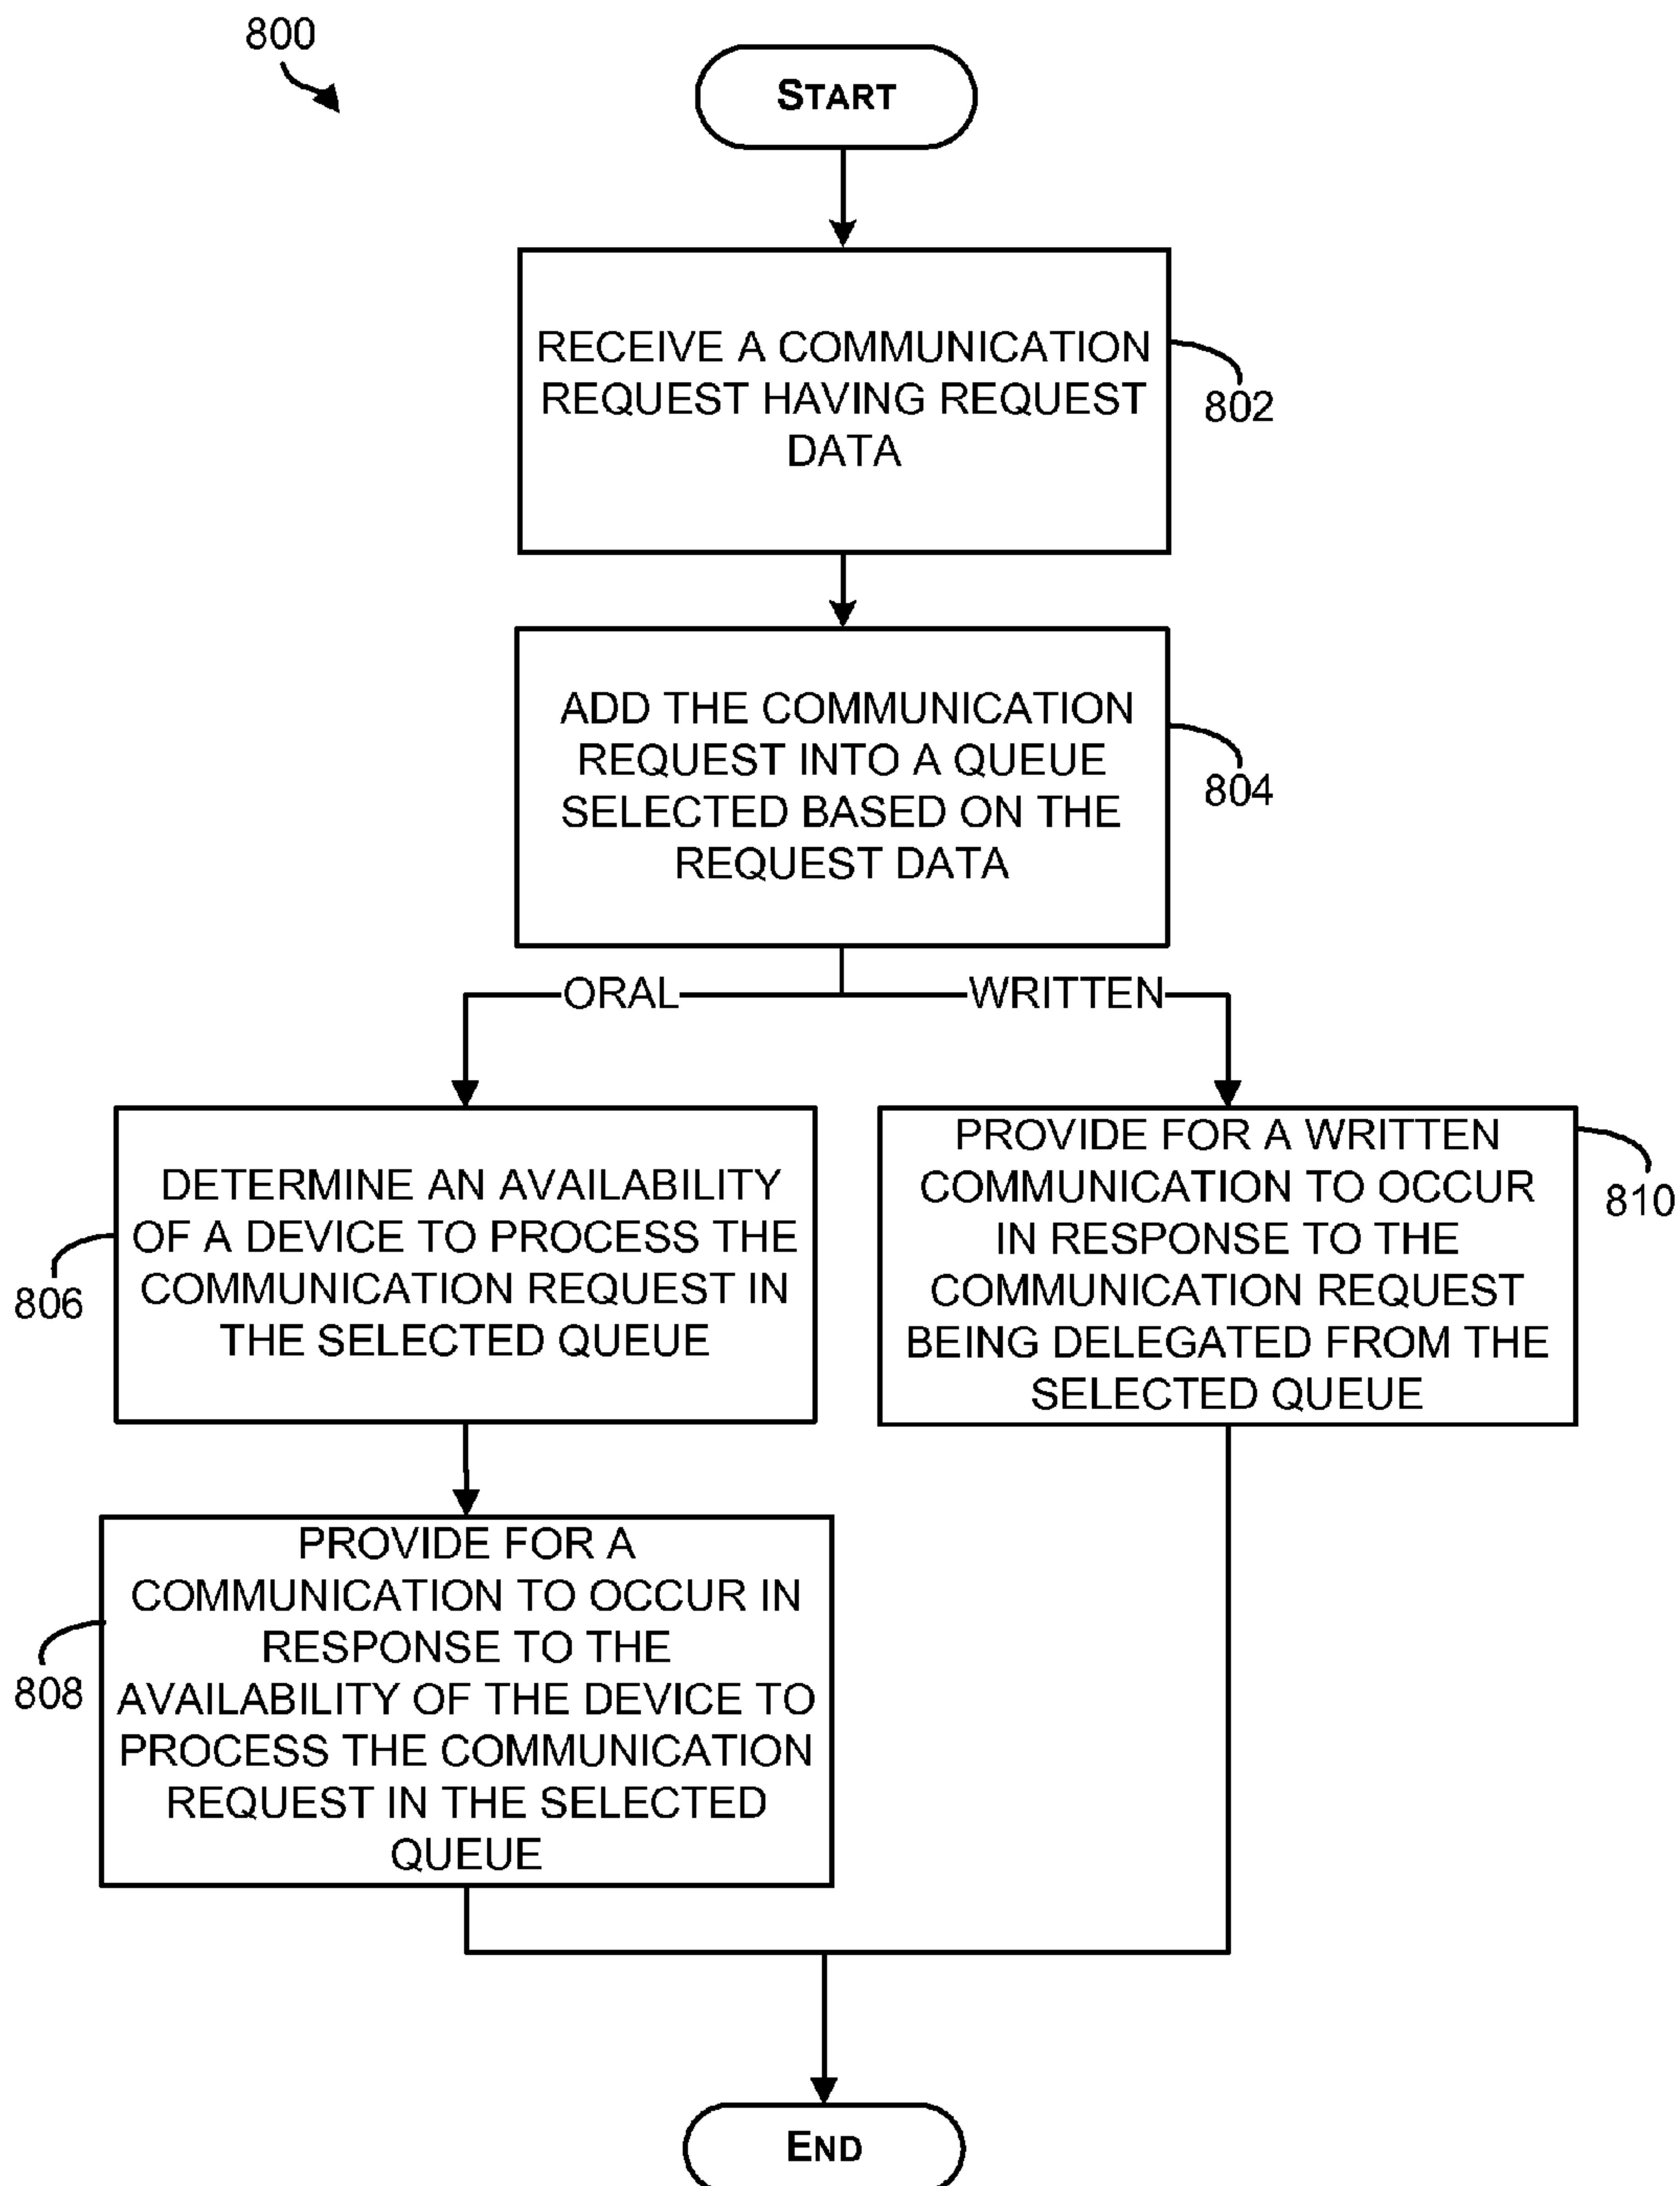 800
START
RECEIVE A COMMUNICATION
REQUEST HAVING REQUEST
DATA
802
ADD THE COMMUNICATION
REQUEST INTO A QUEUE
SELECTED BASED ON THE
REQUEST DATA
804
ORAL
WRITTEN
DETERMINE AN AVAILABILITY
OF A DEVICE TO PROCESS THE
COMMUNICATION REQUEST IN
THE SELECTED QUEUE
806
PROVIDE FOR A WRITTEN
COMMUNICATION TO OCCUR
IN RESPONSE TO THE
COMMUNICATION REQUEST
BEING DELEGATED FROM THE
SELECTED QUEUE
810
PROVIDE FOR A
COMMUNICATION TO OCCUR IN
RESPONSE TO THE
AVAILABILITY OF THE DEVICE TO
PROCESS THE COMMUNICATION
REQUEST IN THE SELECTED
QUEUE
808
END